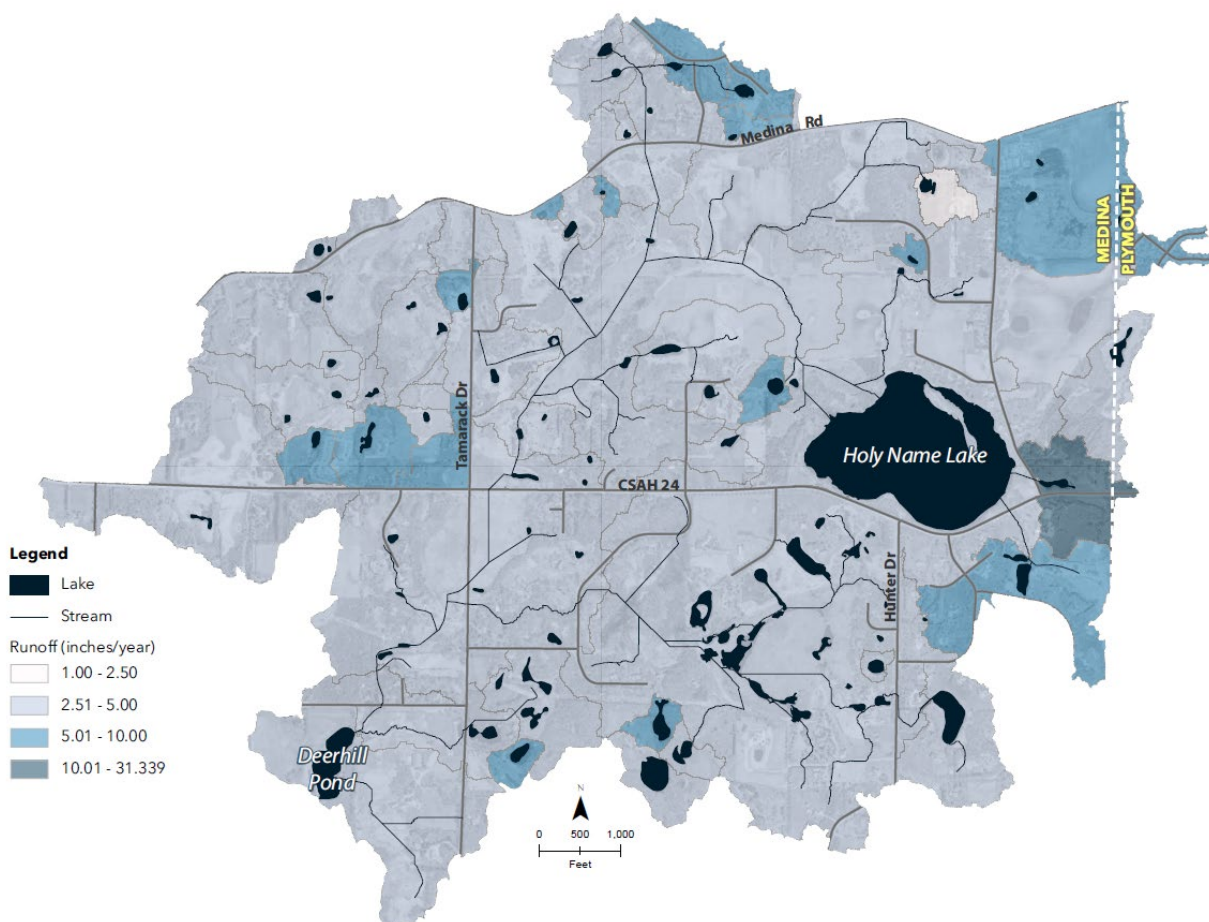 Medina Rd
MEDINA
PLYMOUTH
Tamarack Dr
Holy Name Lake
CSAH 24
Hunter Dr
Deerhill
Pond
Legend
Lake
Stream
Runoff (inches/year)
1.00 - 2.50
2.51 - 5.00
5.01 - 10.00
10.01 - 31.339
N
0 500 1,000
Feet